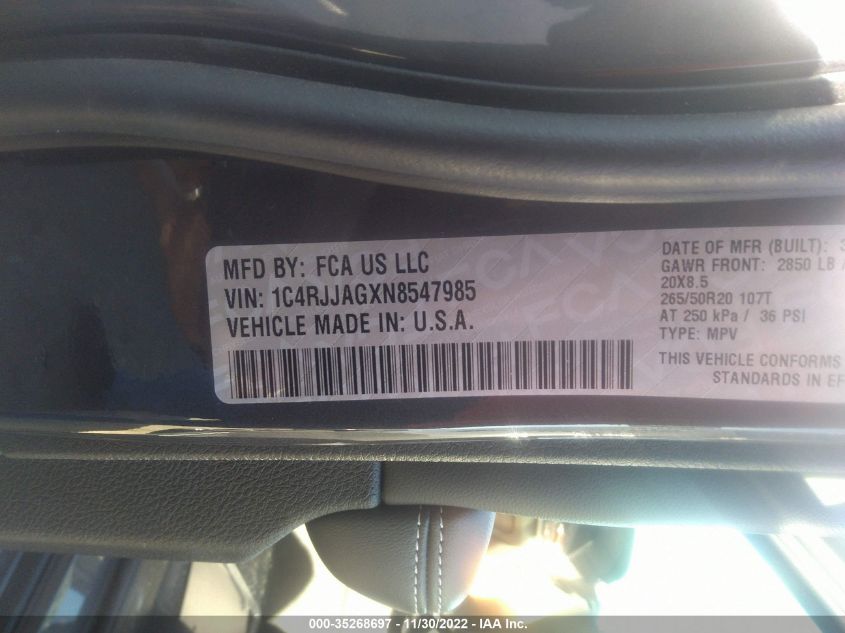 MFD BY: FCA US LLC
VIN: 1C4RJJAGXN8547985
VEHICLE MADE IN: U.S.A.
DATE OF MFR (BUILT):
GAWR FRONT: 2850 LB
20X8.5
265/50R20 107T
AT 250 kPa / 36 PSI
TYPE: MPV
THIS VEHICLE CONFORMS
STANDARDS IN
000-35268697 - 11/30/2022 - IAA Inc.